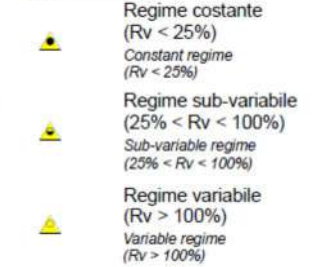 Regime costante
(Rv < 25%)
Constant regime
(Rv < 25%)
Regime sub-variabile
(25% < Rv < 100%)
Sub-variable regime
(25% < Rv < 100%)
Regime variabile
(Rv > 100%)
Variable regime
(Rv > 100%)